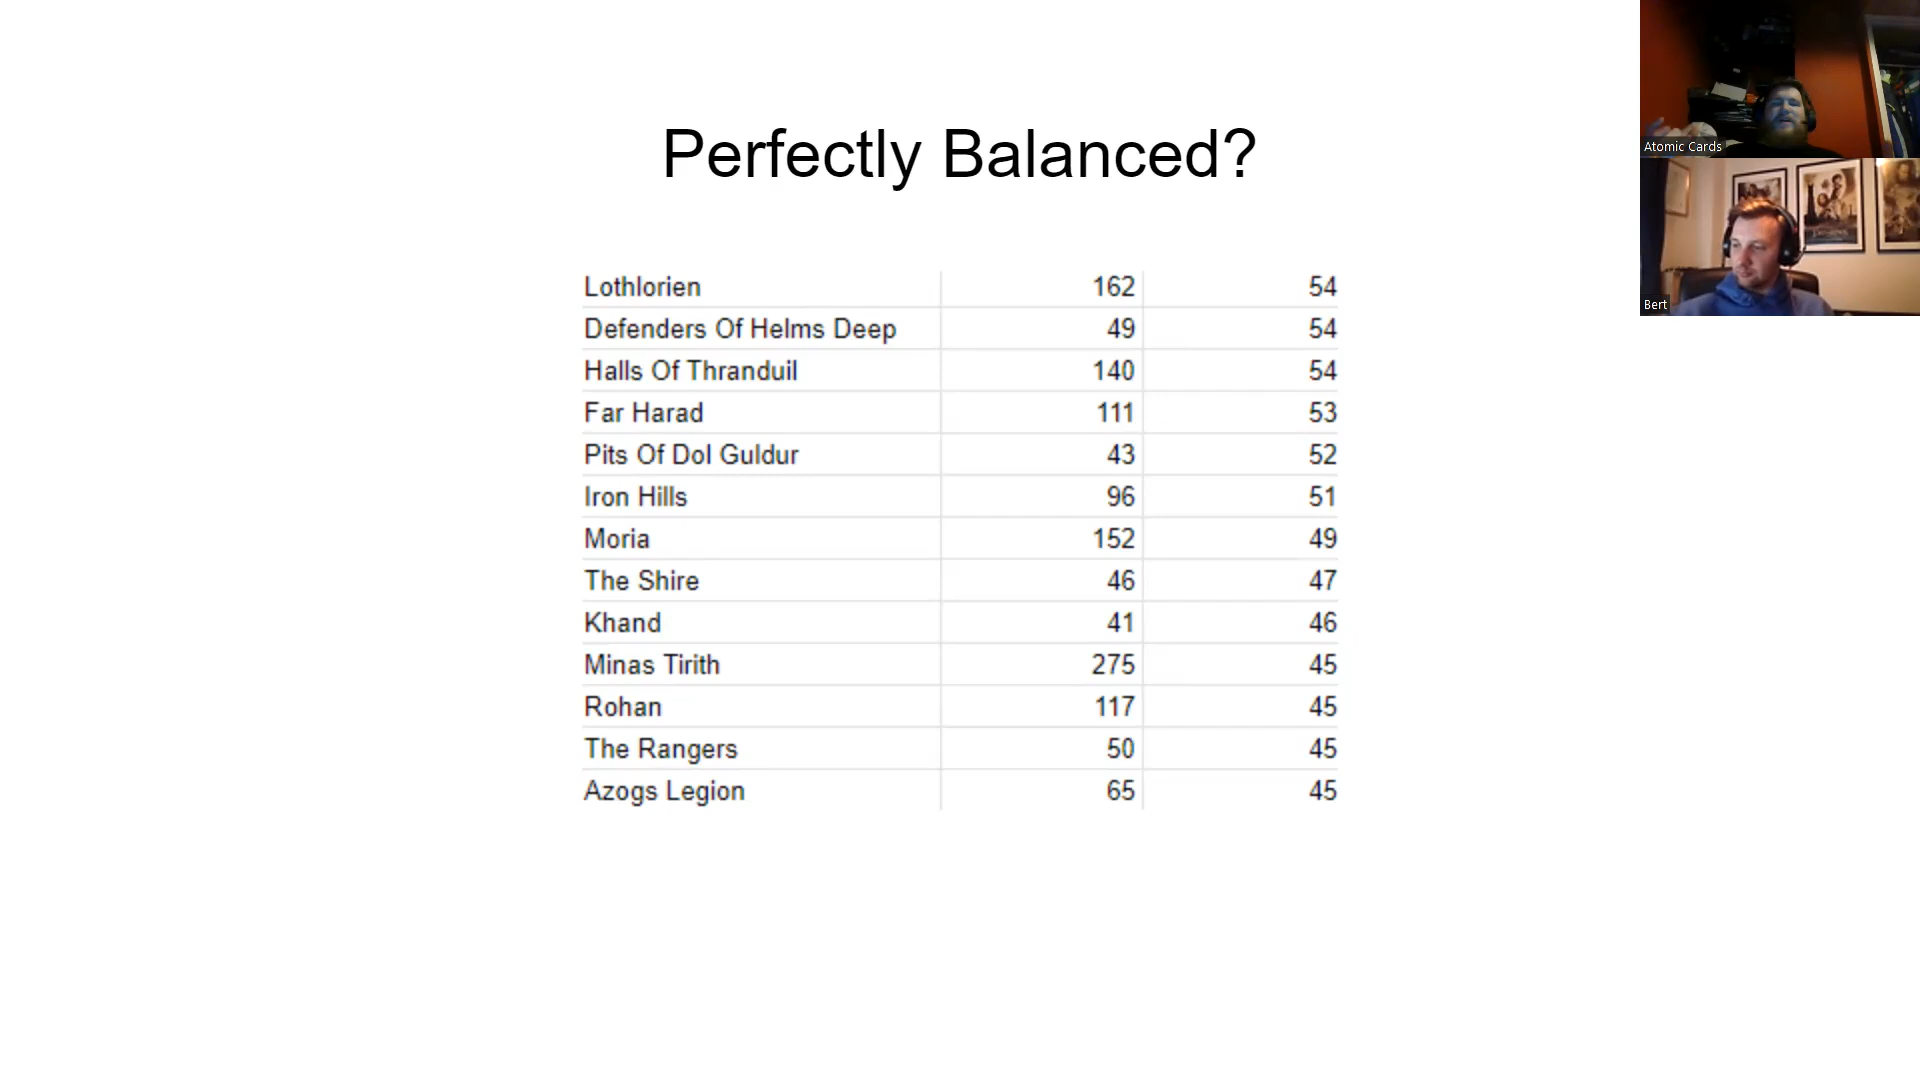 Perfectly Balanced?
Lothlorien 162 54
Defenders Of Helms Deep 49 54
Halls Of Thranduil 140 54
Far Harad 111 53
Pits Of Dol Guldur 43 52
Iron Hills 96 51
Moria 152 49
The Shire 46 47
Khand 41 46
Minas Tirith 275 45
Rohan 117 45
The Rangers 50 45
Azogs Legion 65 45
Atomic Cards
Bert